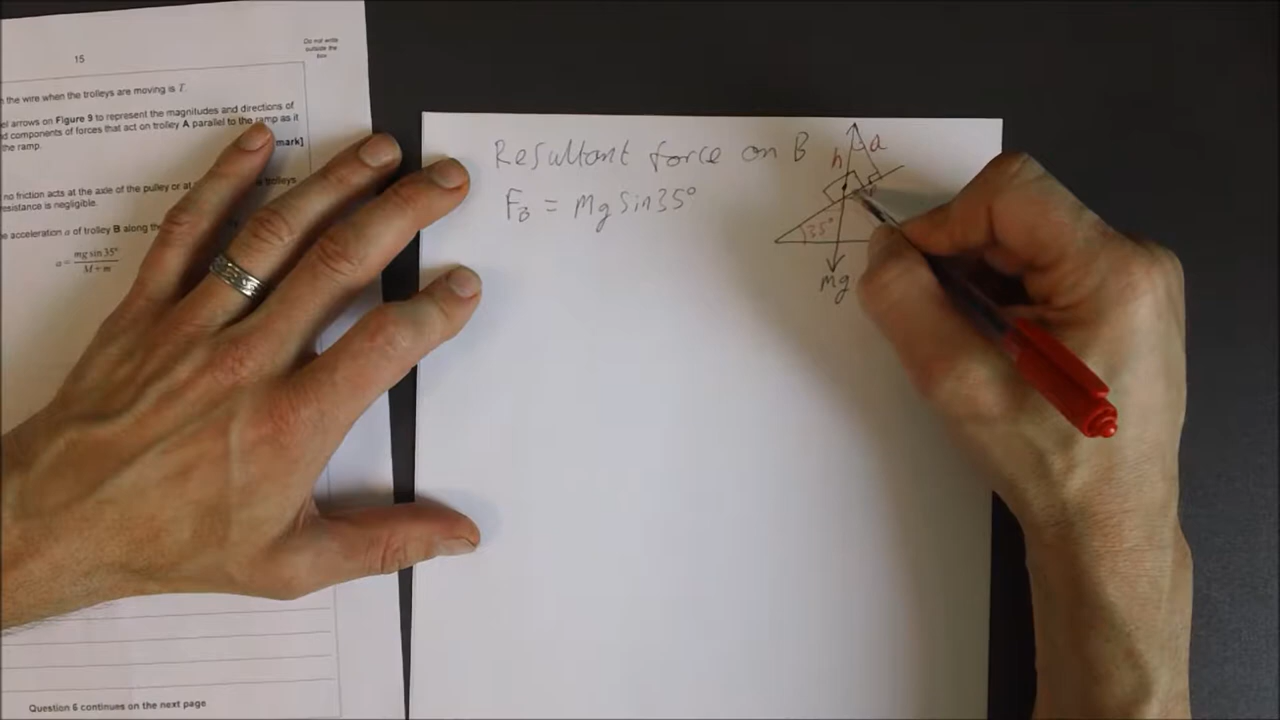 15
Do not write
outside the
box
n the wire when the trolleys are moving is T.
el arrows on Figure 9 to represent the magnitudes and directions of
d components of forces that act on trolley A parallel to the ramp as it
the ramp.
mark]
no friction acts at the axle of the pulley or at trolleys
esistance is negligible.
e acceleration a of trolley B along the
a = mg sin 35°
M + m
Question 6 continues on the next page
Resultant force on B
F_B = Mg sin35°
h
a
35°
mg